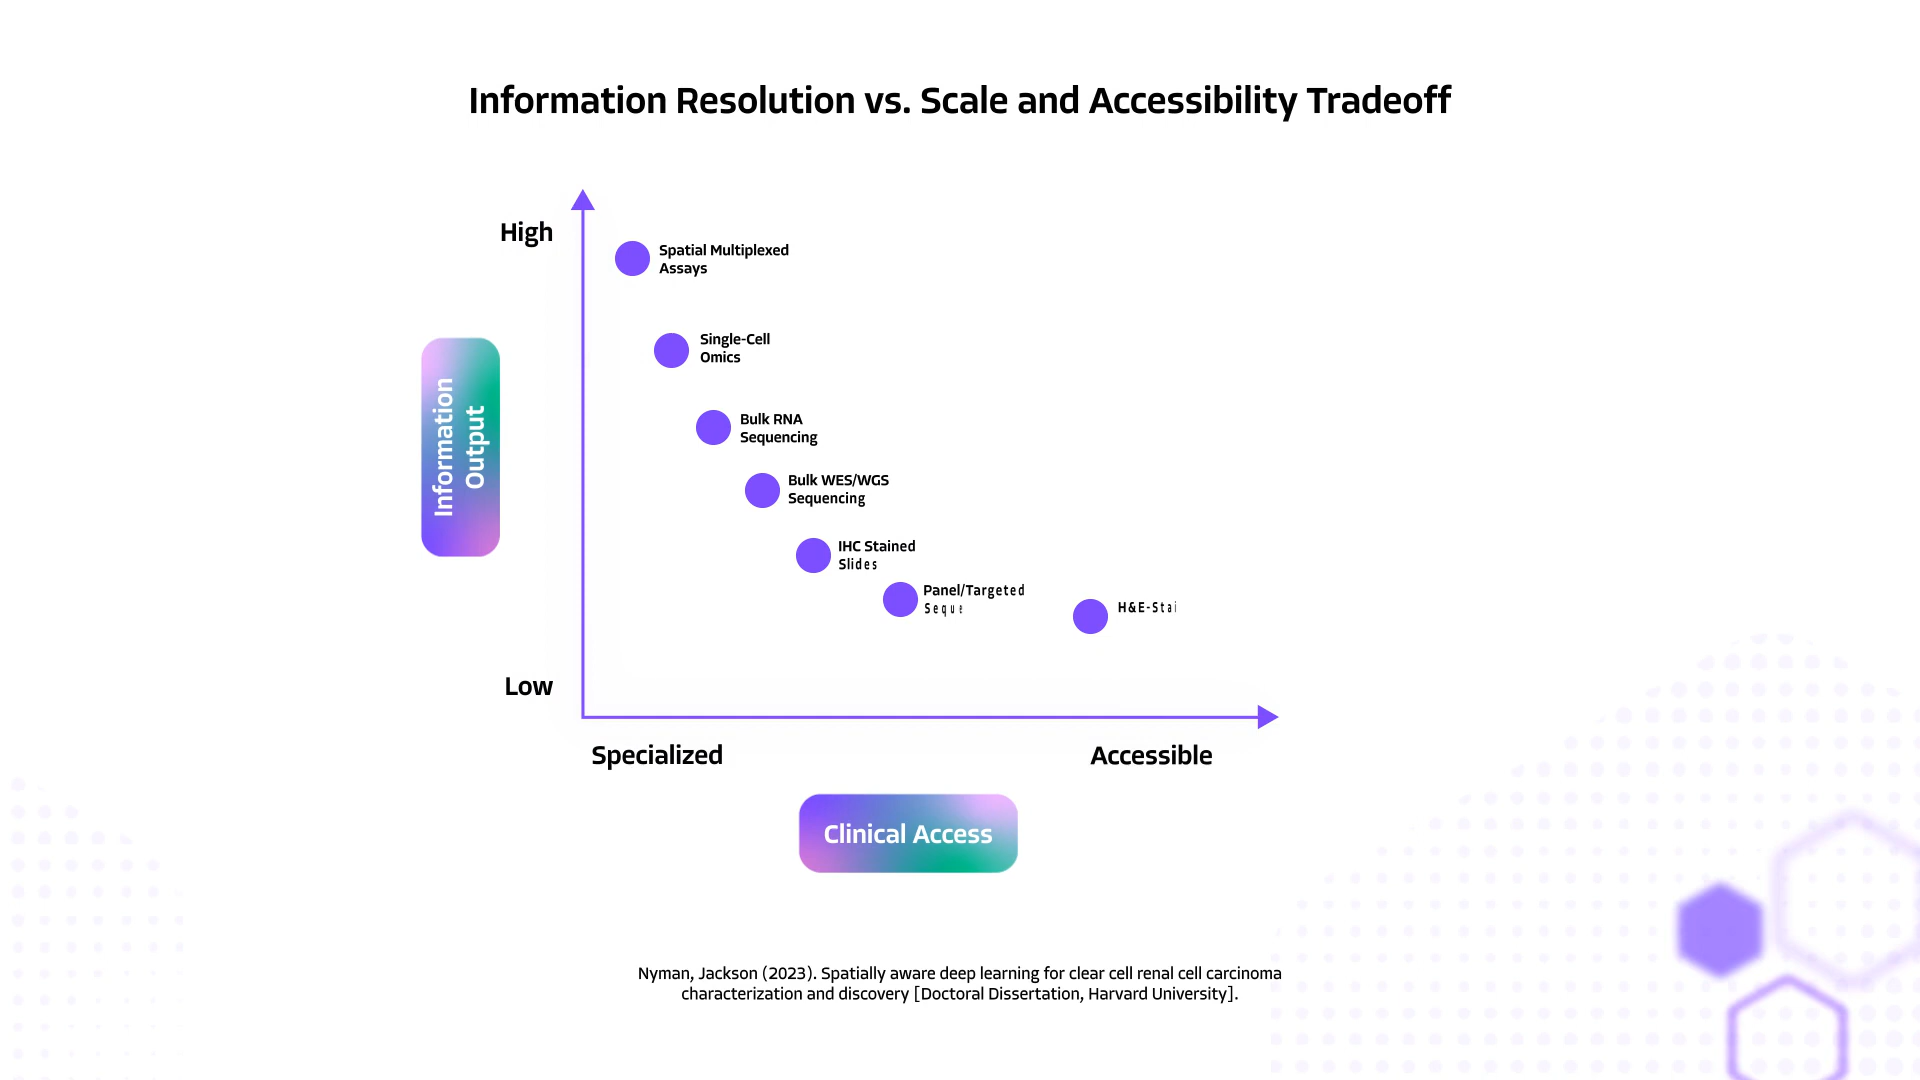 Information Resolution vs. Scale and Accessibility Tradeoff
High
Spatial Multiplexed
Assays
Single-Cell
Omics
Information
Output
Bulk RNA
Sequencing
Bulk WES/WGS
Sequencing
IHC Stained
Slides
Panel/Targeted
Seque
H&E-Stai
Low
Specialized
Accessible
Clinical Access
Nyman, Jackson (2023). Spatially aware deep learning for clear cell renal cell carcinoma
characterization and discovery [Doctoral Dissertation, Harvard University].